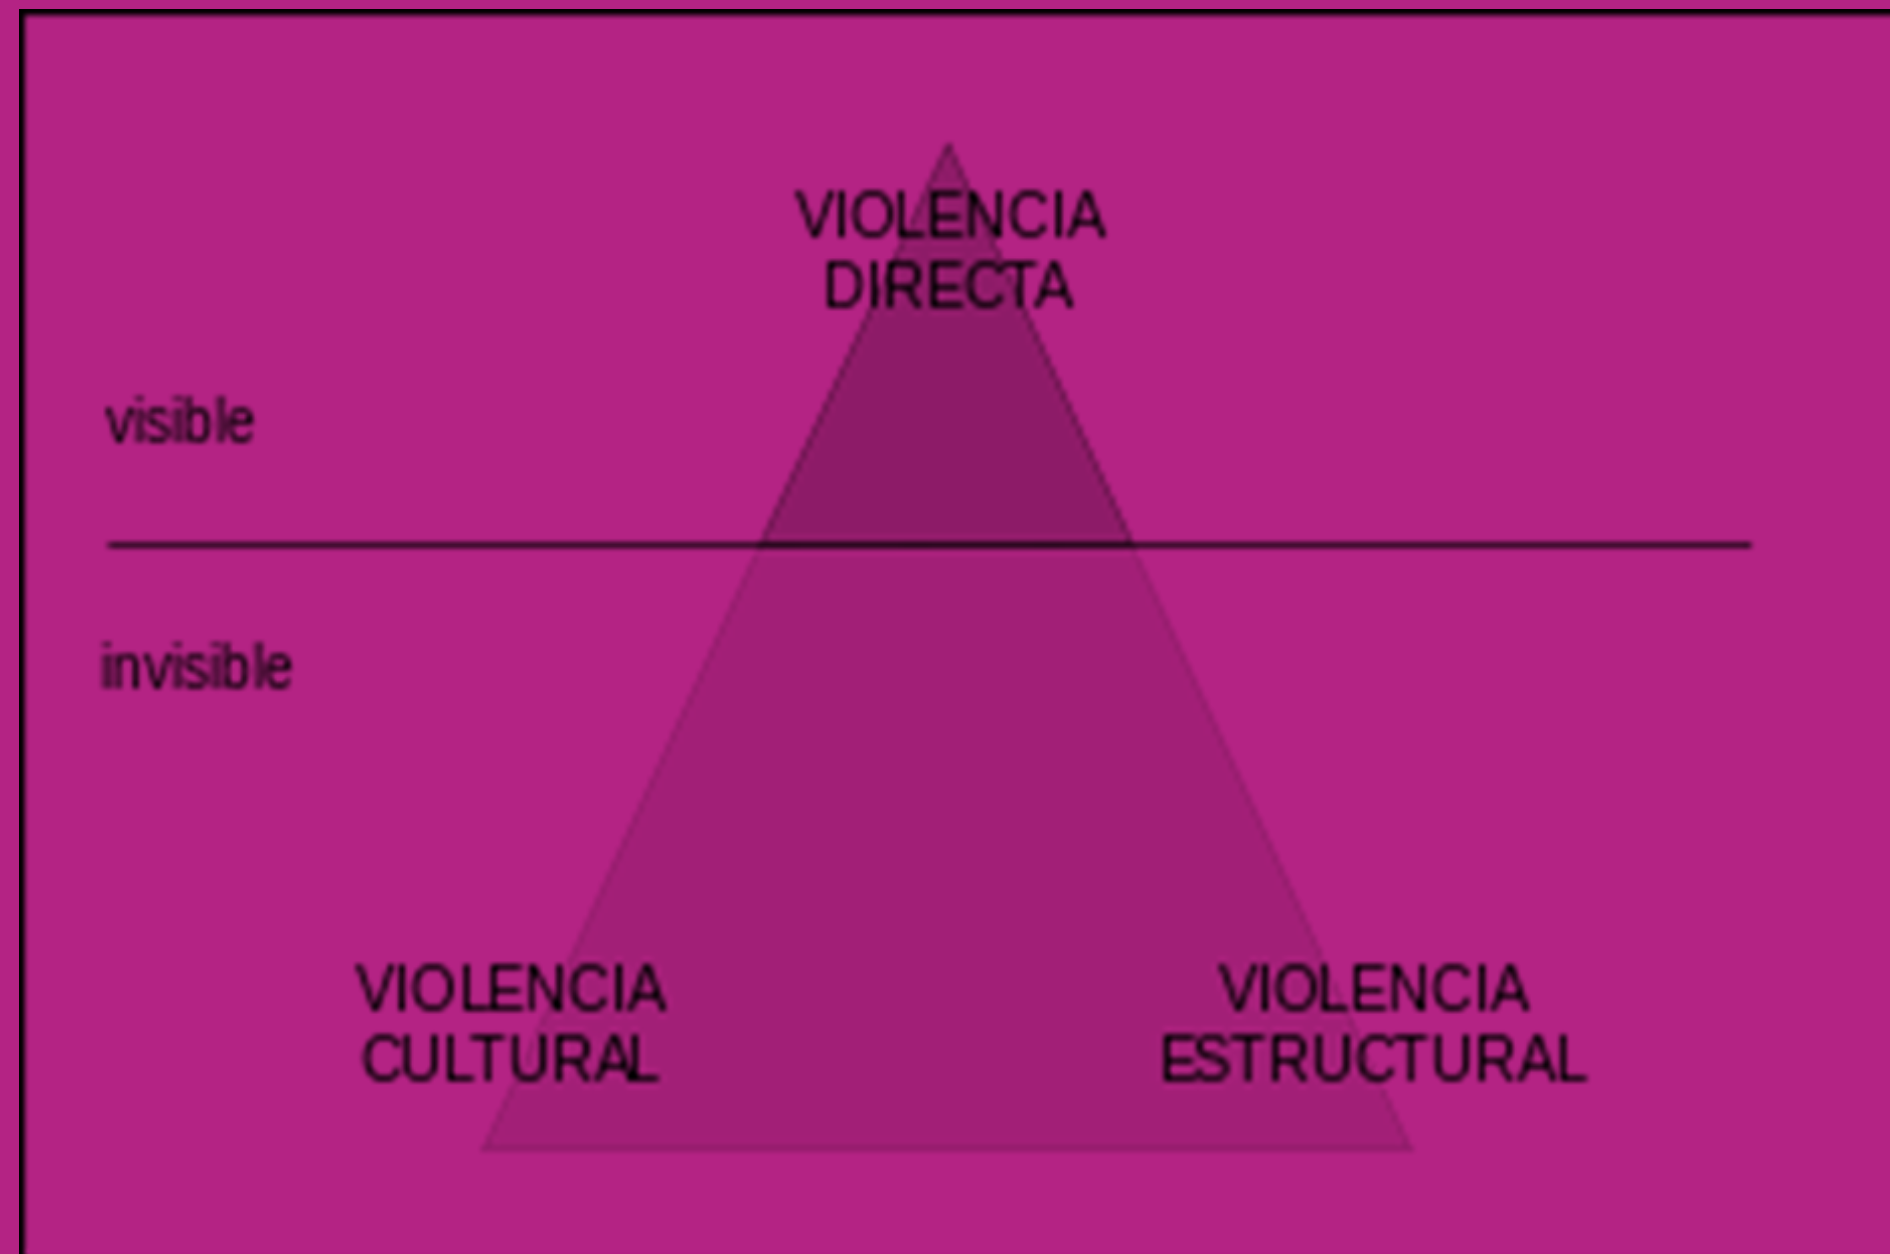 VIOLENCIA
DIRECTA
visible
invisible
VIOLENCIA
CULTURAL
VIOLENCIA
ESTRUCTURAL